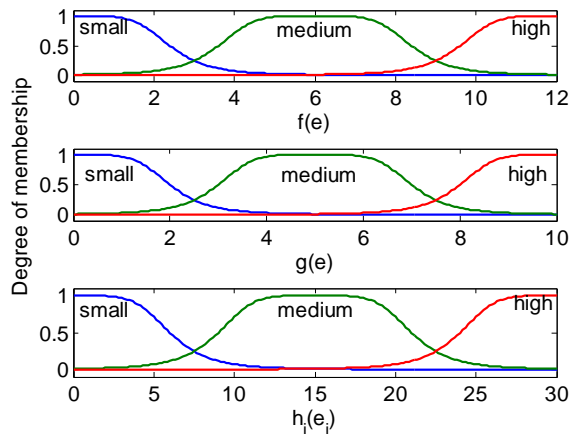 Degree of membership
1
0.5
0
small
medium
high
0 2 4 6 8 10 12
f(e)
1
0.5
0
small
medium
high
0 2 4 6 8 10
g(e)
1
0.5
0
small
medium
high
0 5 10 15 20 25 30
h_i(e_i)